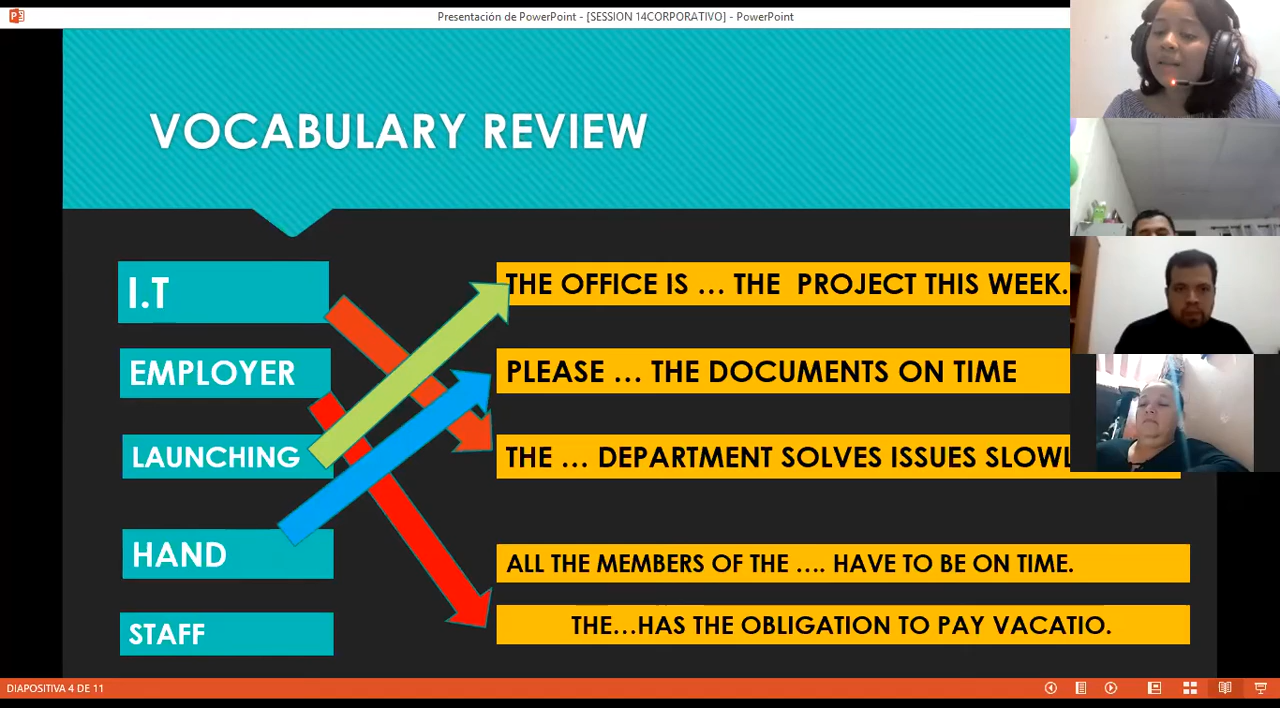 Presentación de PowerPoint - [SESSION 14CORPORATIVO] - PowerPoint
VOCABULARY REVIEW
I.T
THE OFFICE IS … THE PROJECT THIS WEEK.
EMPLOYER
PLEASE … THE DOCUMENTS ON TIME
LAUNCHING
THE … DEPARTMENT SOLVES ISSUES
HAND
ALL THE MEMBERS OF THE …. HAVE TO BE ON TIME.
STAFF
THE…HAS THE OBLIGATION TO PAY VACATIO.
DIAPOSITIVA 4 DE 11